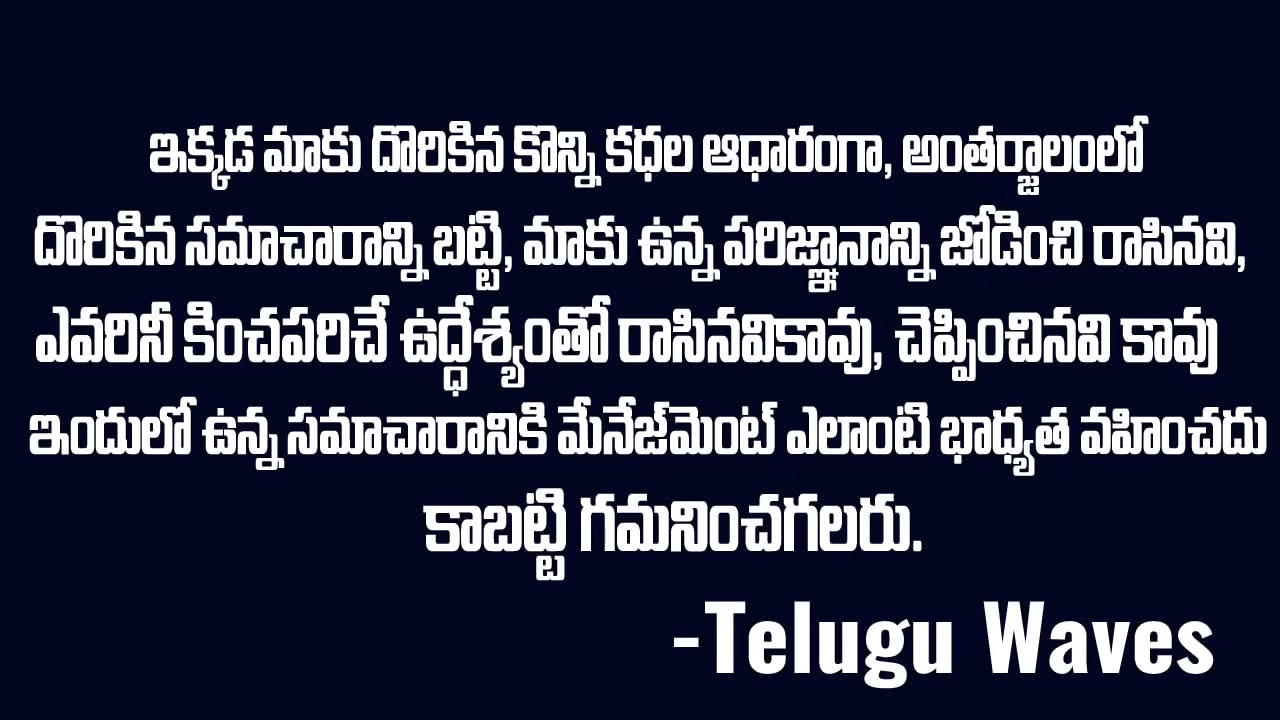 ఇక్కడ మాకు దొరికిన కొన్ని కధల ఆధారంగా, అంతర్జాలంలో
దొరికిన సమాచారాన్ని బట్టి, మాకు ఉన్న పరిజ్ఞానాన్ని జోడించి రాసినవి,
ఎవరినీ కించపరిచే ఉద్ధేశ్యంతో రాసినవికావు, చెప్పించినవి కావు
ఇందులో ఉన్న సమాచారానికి మేనేజ్‌మెంట్ ఎలాంటి భాధ్యత వహించదు
కాబట్టి గమనించగలరు.
-Telugu Waves